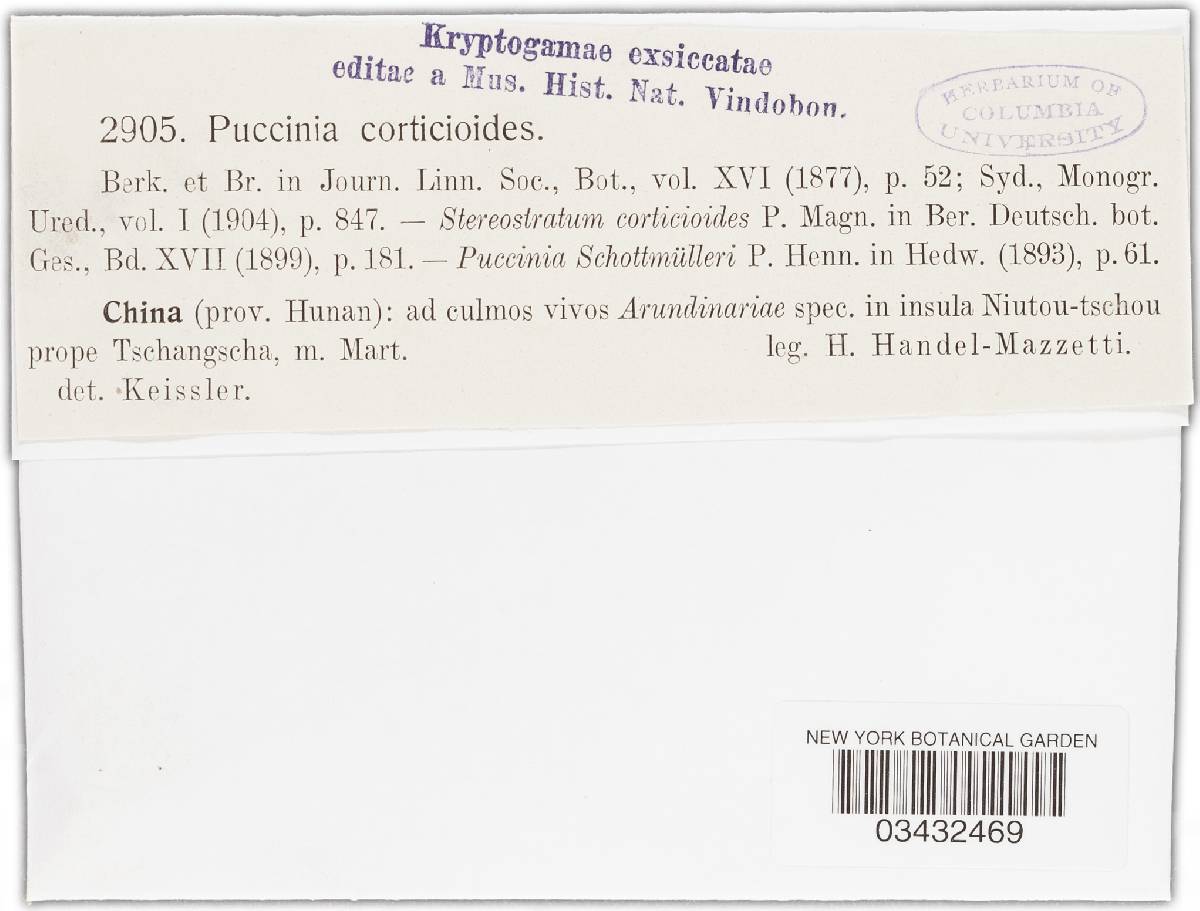 Kryptogamae exsiccatae
editae a Mus. Hist. Nat. Vindobon.
HERBARIUM OF
COLUMBIA
UNIVERSITY
2905. Puccinia corticioides.
Berk. et Br. in Journ. Linn. Soc., Bot., vol. XVI (1877), p. 52; Syd., Monogr.
Ured., vol. I (1904), p. 847. — Stereostratum corticioides P. Magn. in Ber. Deutsch. bot.
Ges., Bd. XVII (1899), p. 181. — Puccinia Schottmülleri P. Henn. in Hedw. (1893), p. 61.
China (prov. Hunan): ad culmos vivos Arundinariae spec. in insula Niutou-tschou
prope Tschangscha, m. Mart. leg. H. Handel-Mazzetti.
det. Keissler.
NEW YORK BOTANICAL GARDEN
03432469